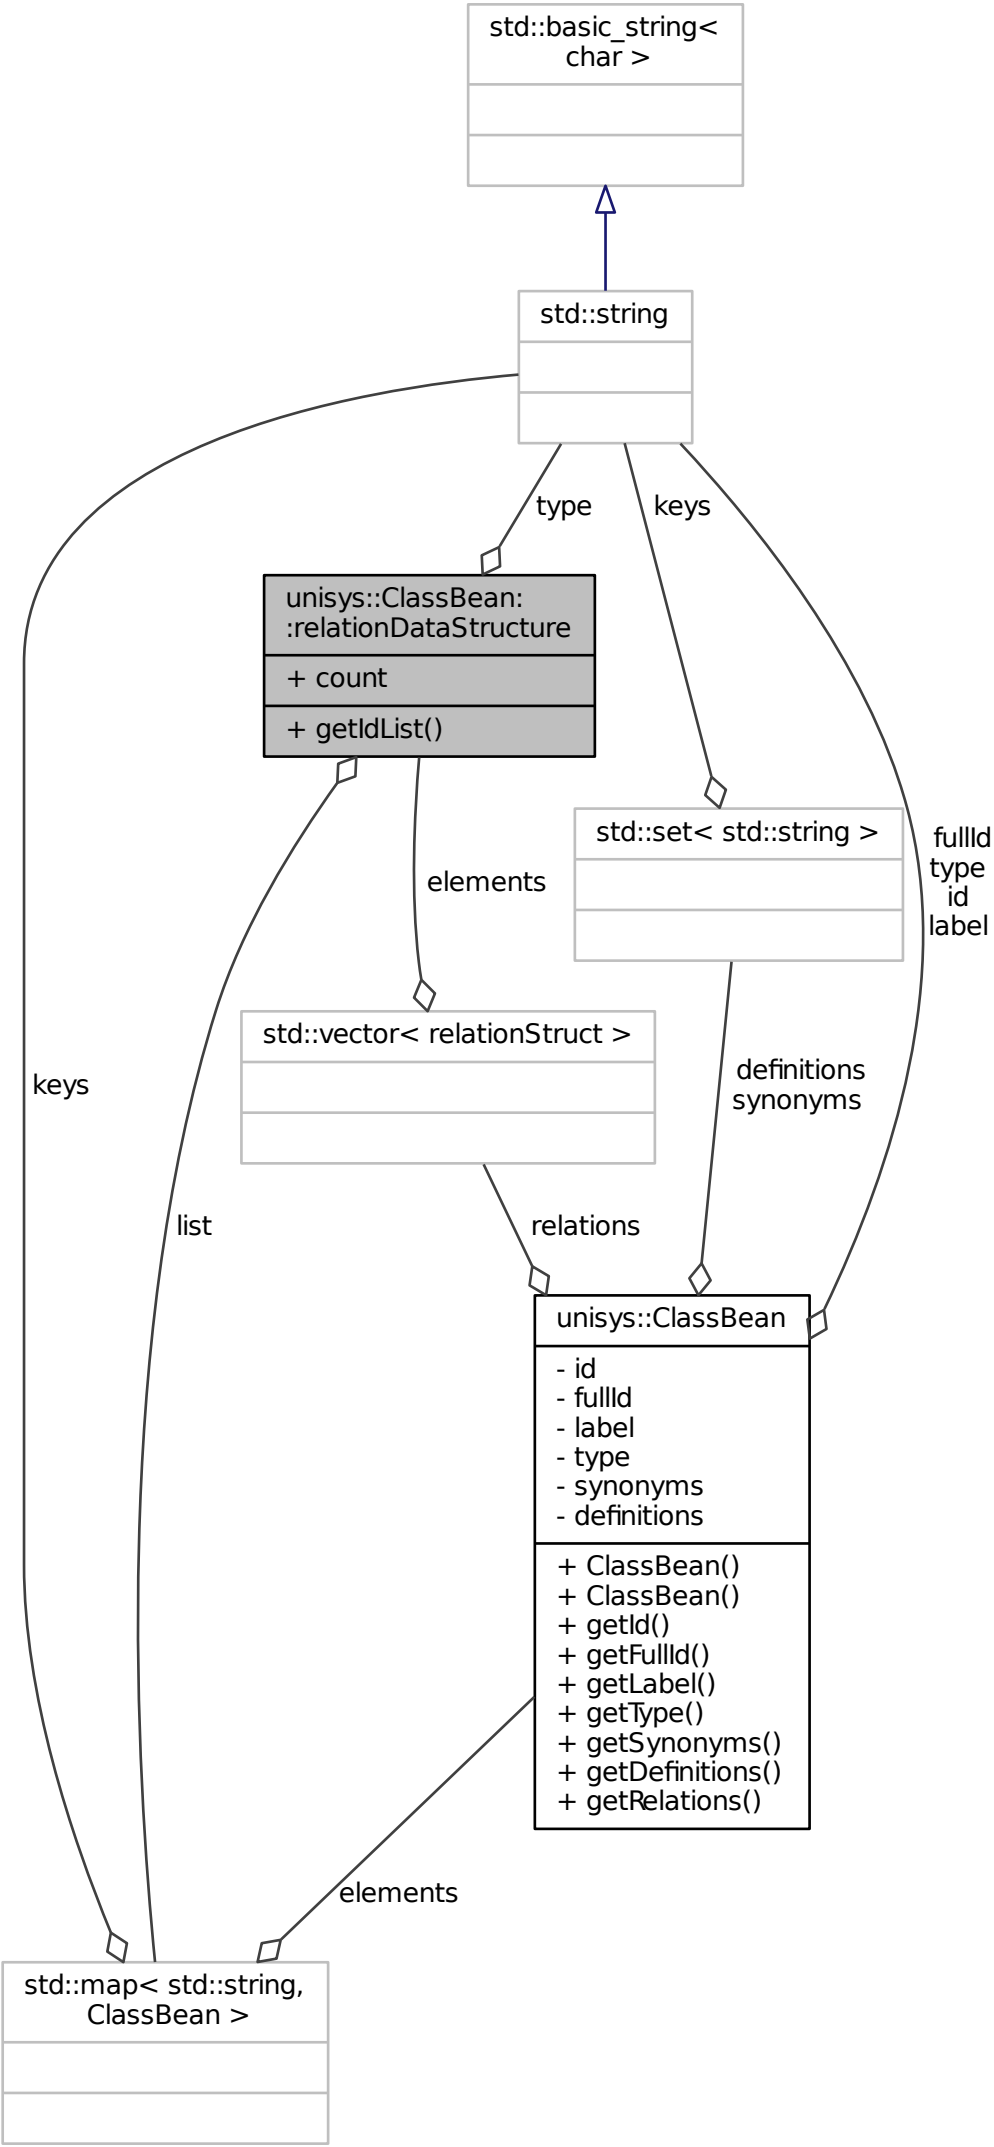 std::basic_string<
char >
std::string
type
keys
unisys::ClassBean:
:relationDataStructure
+ count
+ getIdList()
std::set< std::string >
fullId
type
id
label
elements
std::vector< relationStruct >
keys
definitions
synonyms
list
relations
unisys::ClassBean
- id
- fullId
- label
- type
- synonyms
- definitions
+ ClassBean()
+ ClassBean()
+ getId()
+ getFullId()
+ getLabel()
+ getType()
+ getSynonyms()
+ getDefinitions()
+ getRelations()
elements
std::map< std::string,
ClassBean >